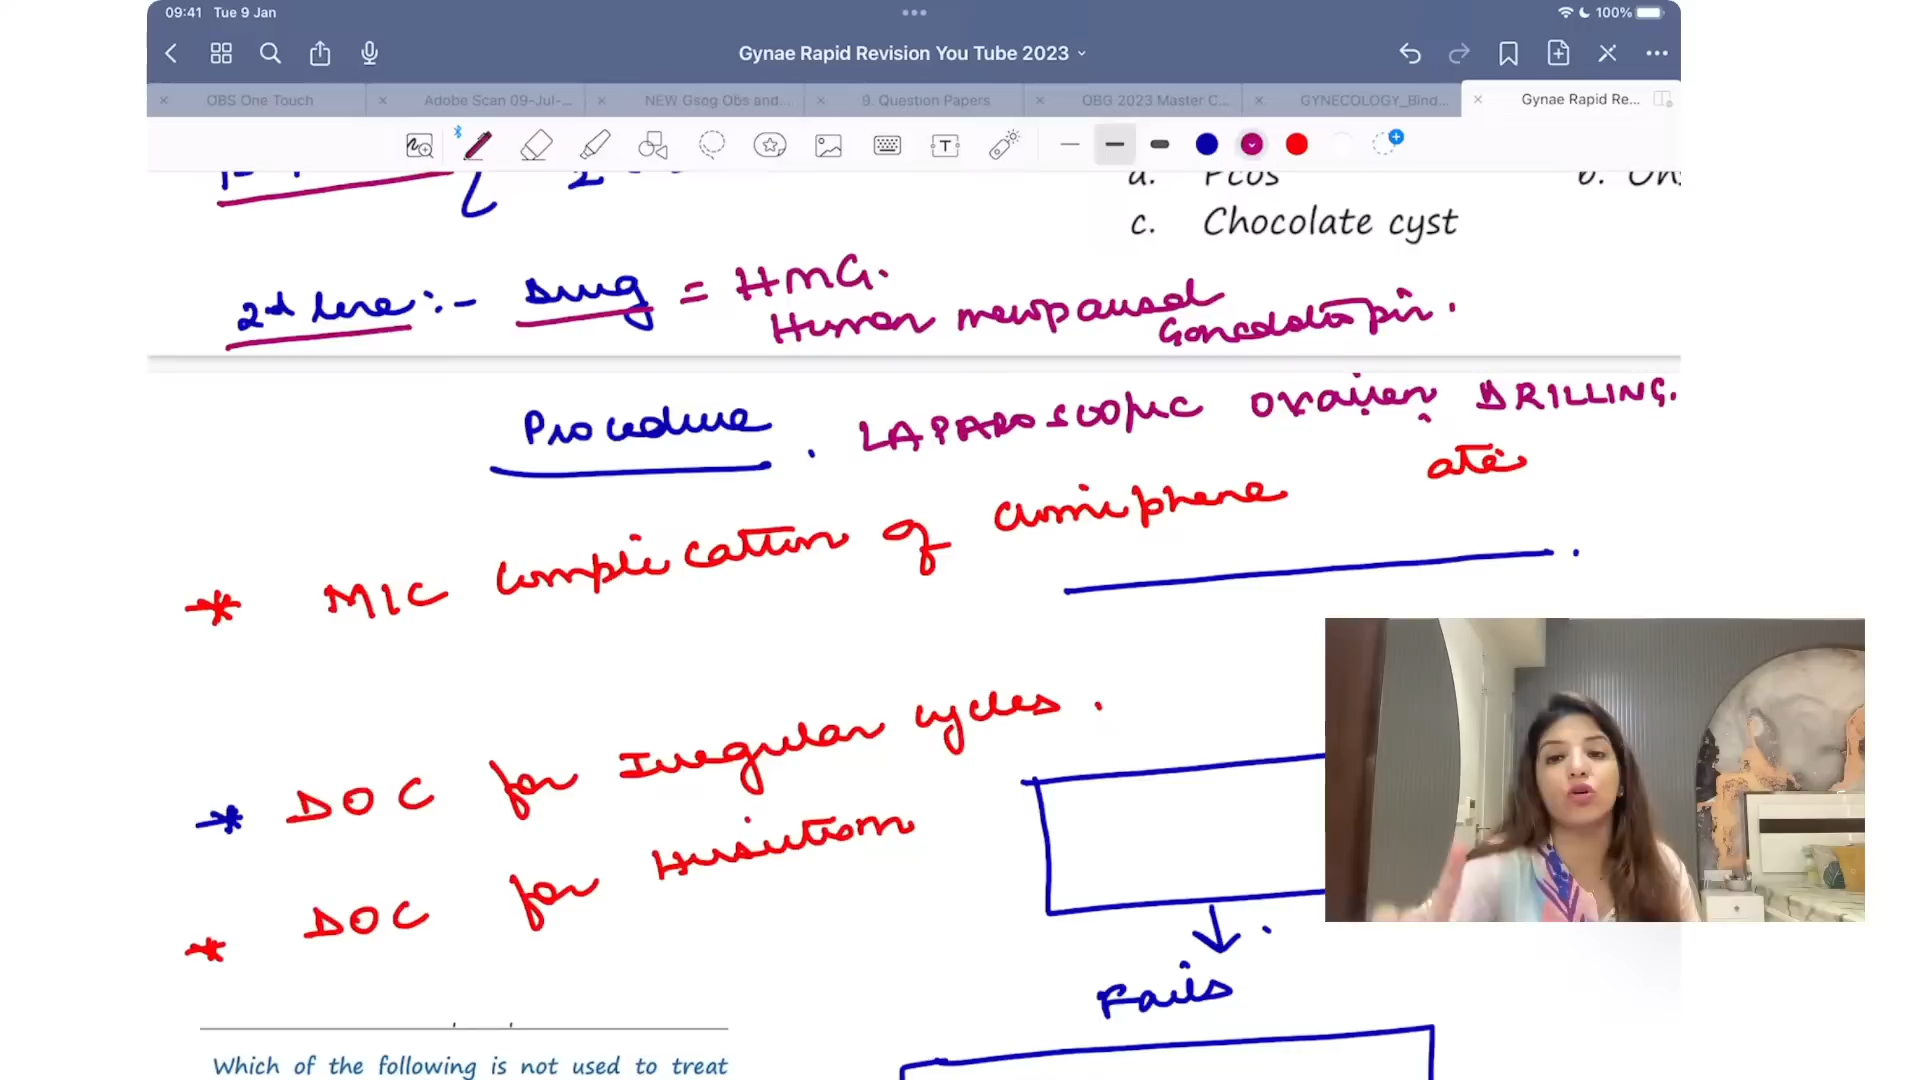 09:41 Tue 9 Jan
100%
Gynae Rapid Revision You Tube 2023
OBS One Touch
Adobe Scan 09-Jul-...
NEW Gsog Obs and...
9. Question Papers
OBG 2023 Master C...
GYNECOLOGY_Bind...
Gynae Rapid Re...
a. Pcos
b.
c. Chocolate cyst
2nd line :- Drug = HMG.
Human menopausal
Gonadotropin.
Procedure . LAPAROSCOPIC OVARIAN DRILLING.
* M/C complication of clomiphene
* DOC for Irregular cycles.
* DOC for Hirsutism
Fails
Which of the following is not used to treat